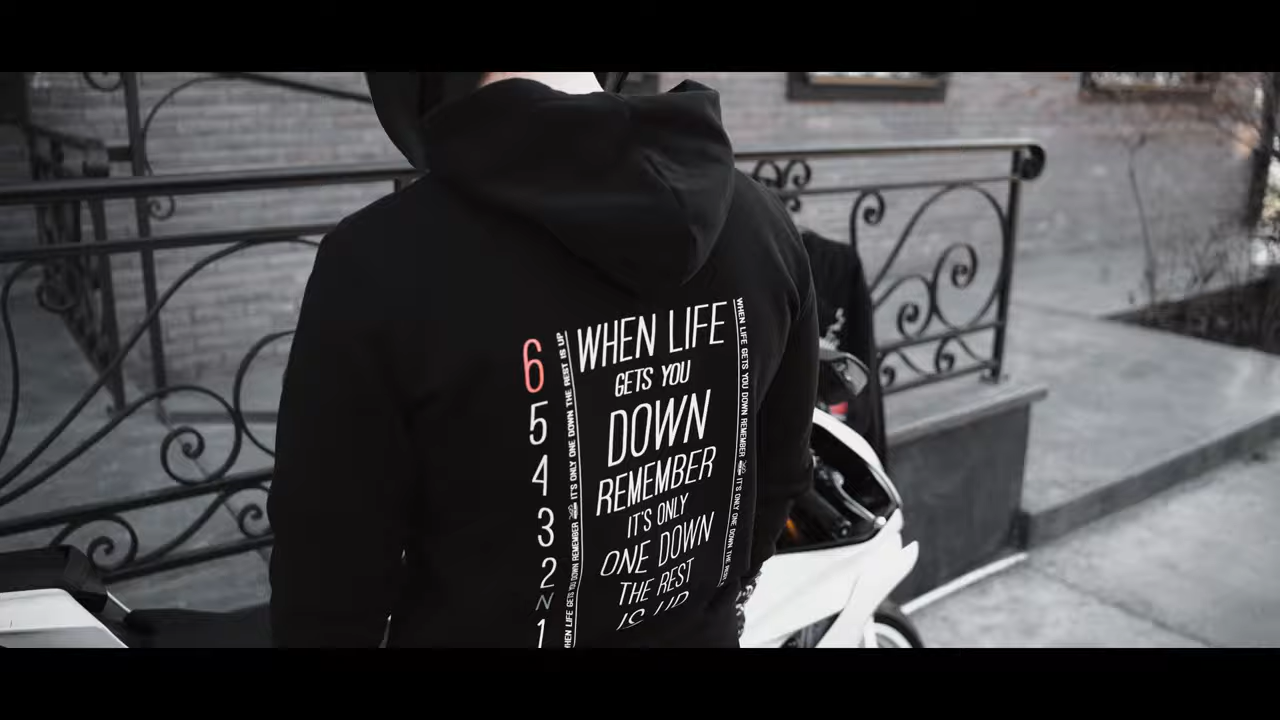 6
5
4
3
2
N
1
WHEN LIFE GETS YOU DOWN REMEMBER IT'S ONLY ONE DOWN THE REST IS UP
WHEN LIFE
GETS YOU
DOWN
REMEMBER
IT'S ONLY
ONE DOWN
THE REST
IS UP
WHEN LIFE GETS YOU DOWN REMEMBER IT'S ONLY ONE DOWN THE REST